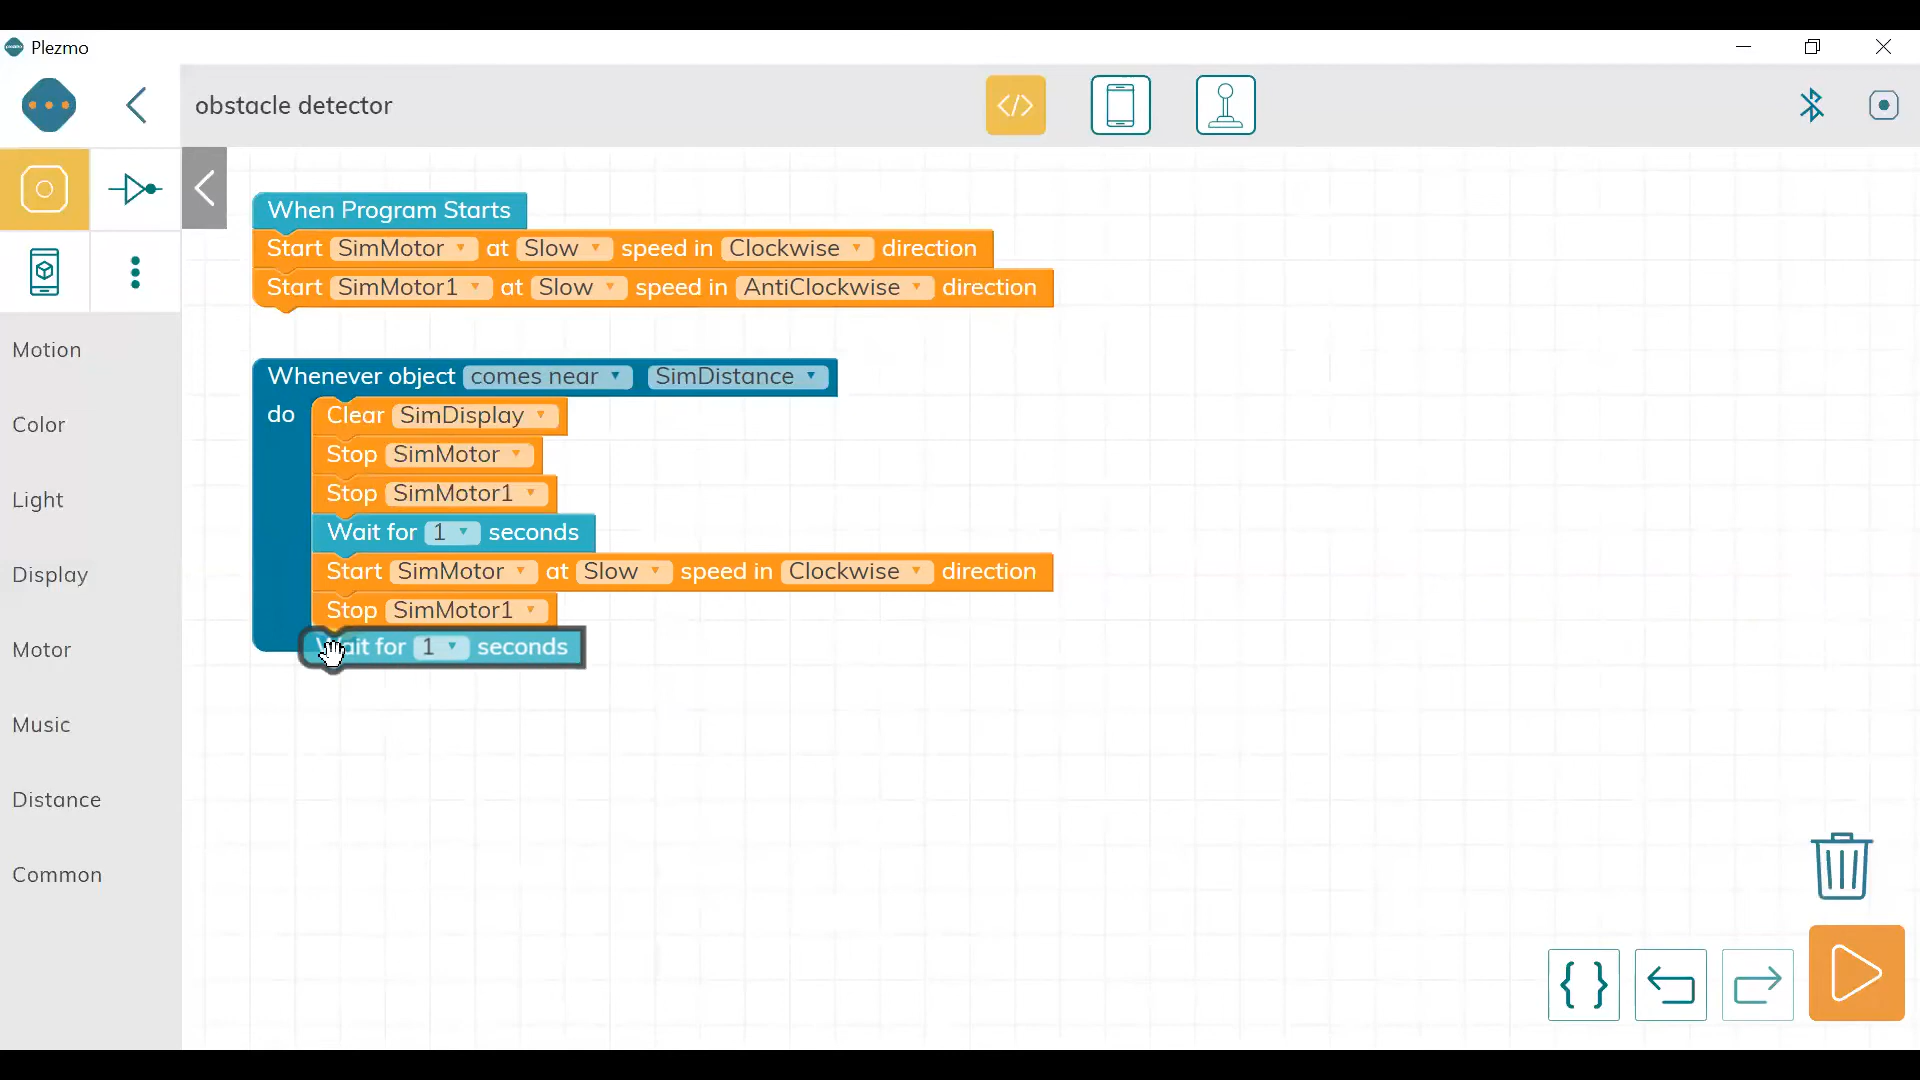 Plezmo
obstacle detector
</>
When Program Starts
Start SimMotor at Slow speed in Clockwise direction
Start SimMotor1 at Slow speed in AntiClockwise direction
Whenever object comes near SimDistance
do Clear SimDisplay
Stop SimMotor
Stop SimMotor1
Wait for 1 seconds
Start SimMotor at Slow speed in Clockwise direction
Stop SimMotor1
Wait for 1 seconds
Motion
Color
Light
Display
Motor
Music
Distance
Common
{ }